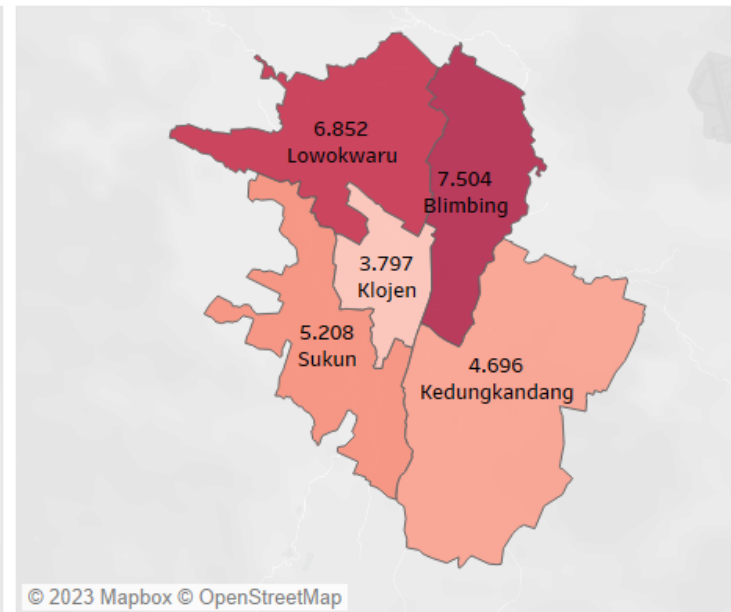 6.852
Lowokwaru
7.504
Blimbing
3.797
Klojen
5.208
Sukun
4.696
Kedungkandang
© 2023 Mapbox © OpenStreetMap